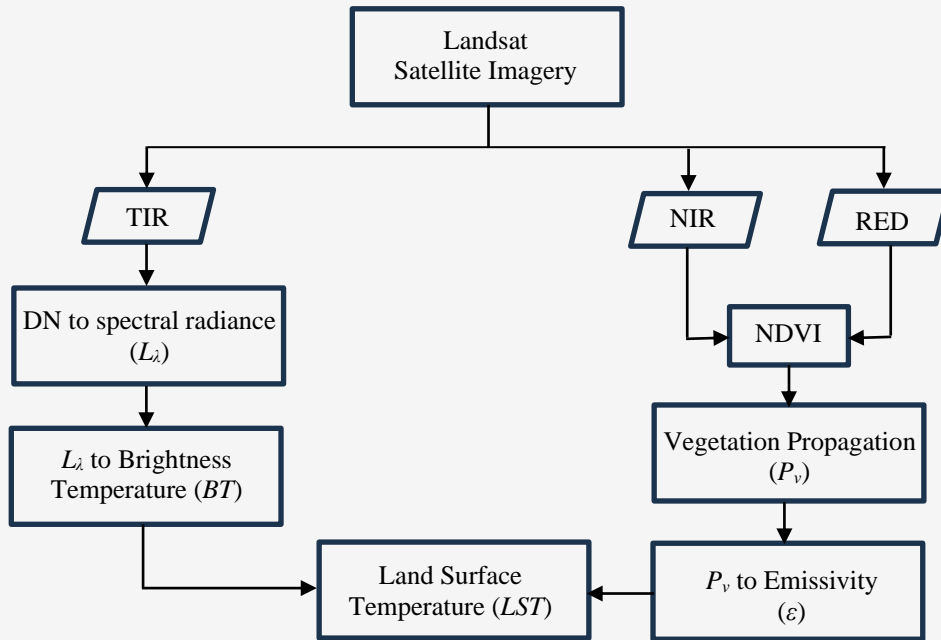 Landsat
Satellite Imagery
TIR
NIR
RED
DN to spectral radiance
(Lλ)
NDVI
Lλ to Brightness
Temperature (BT)
Vegetation Propagation
(Pv)
Land Surface
Temperature (LST)
Pv to Emissivity
(ε)